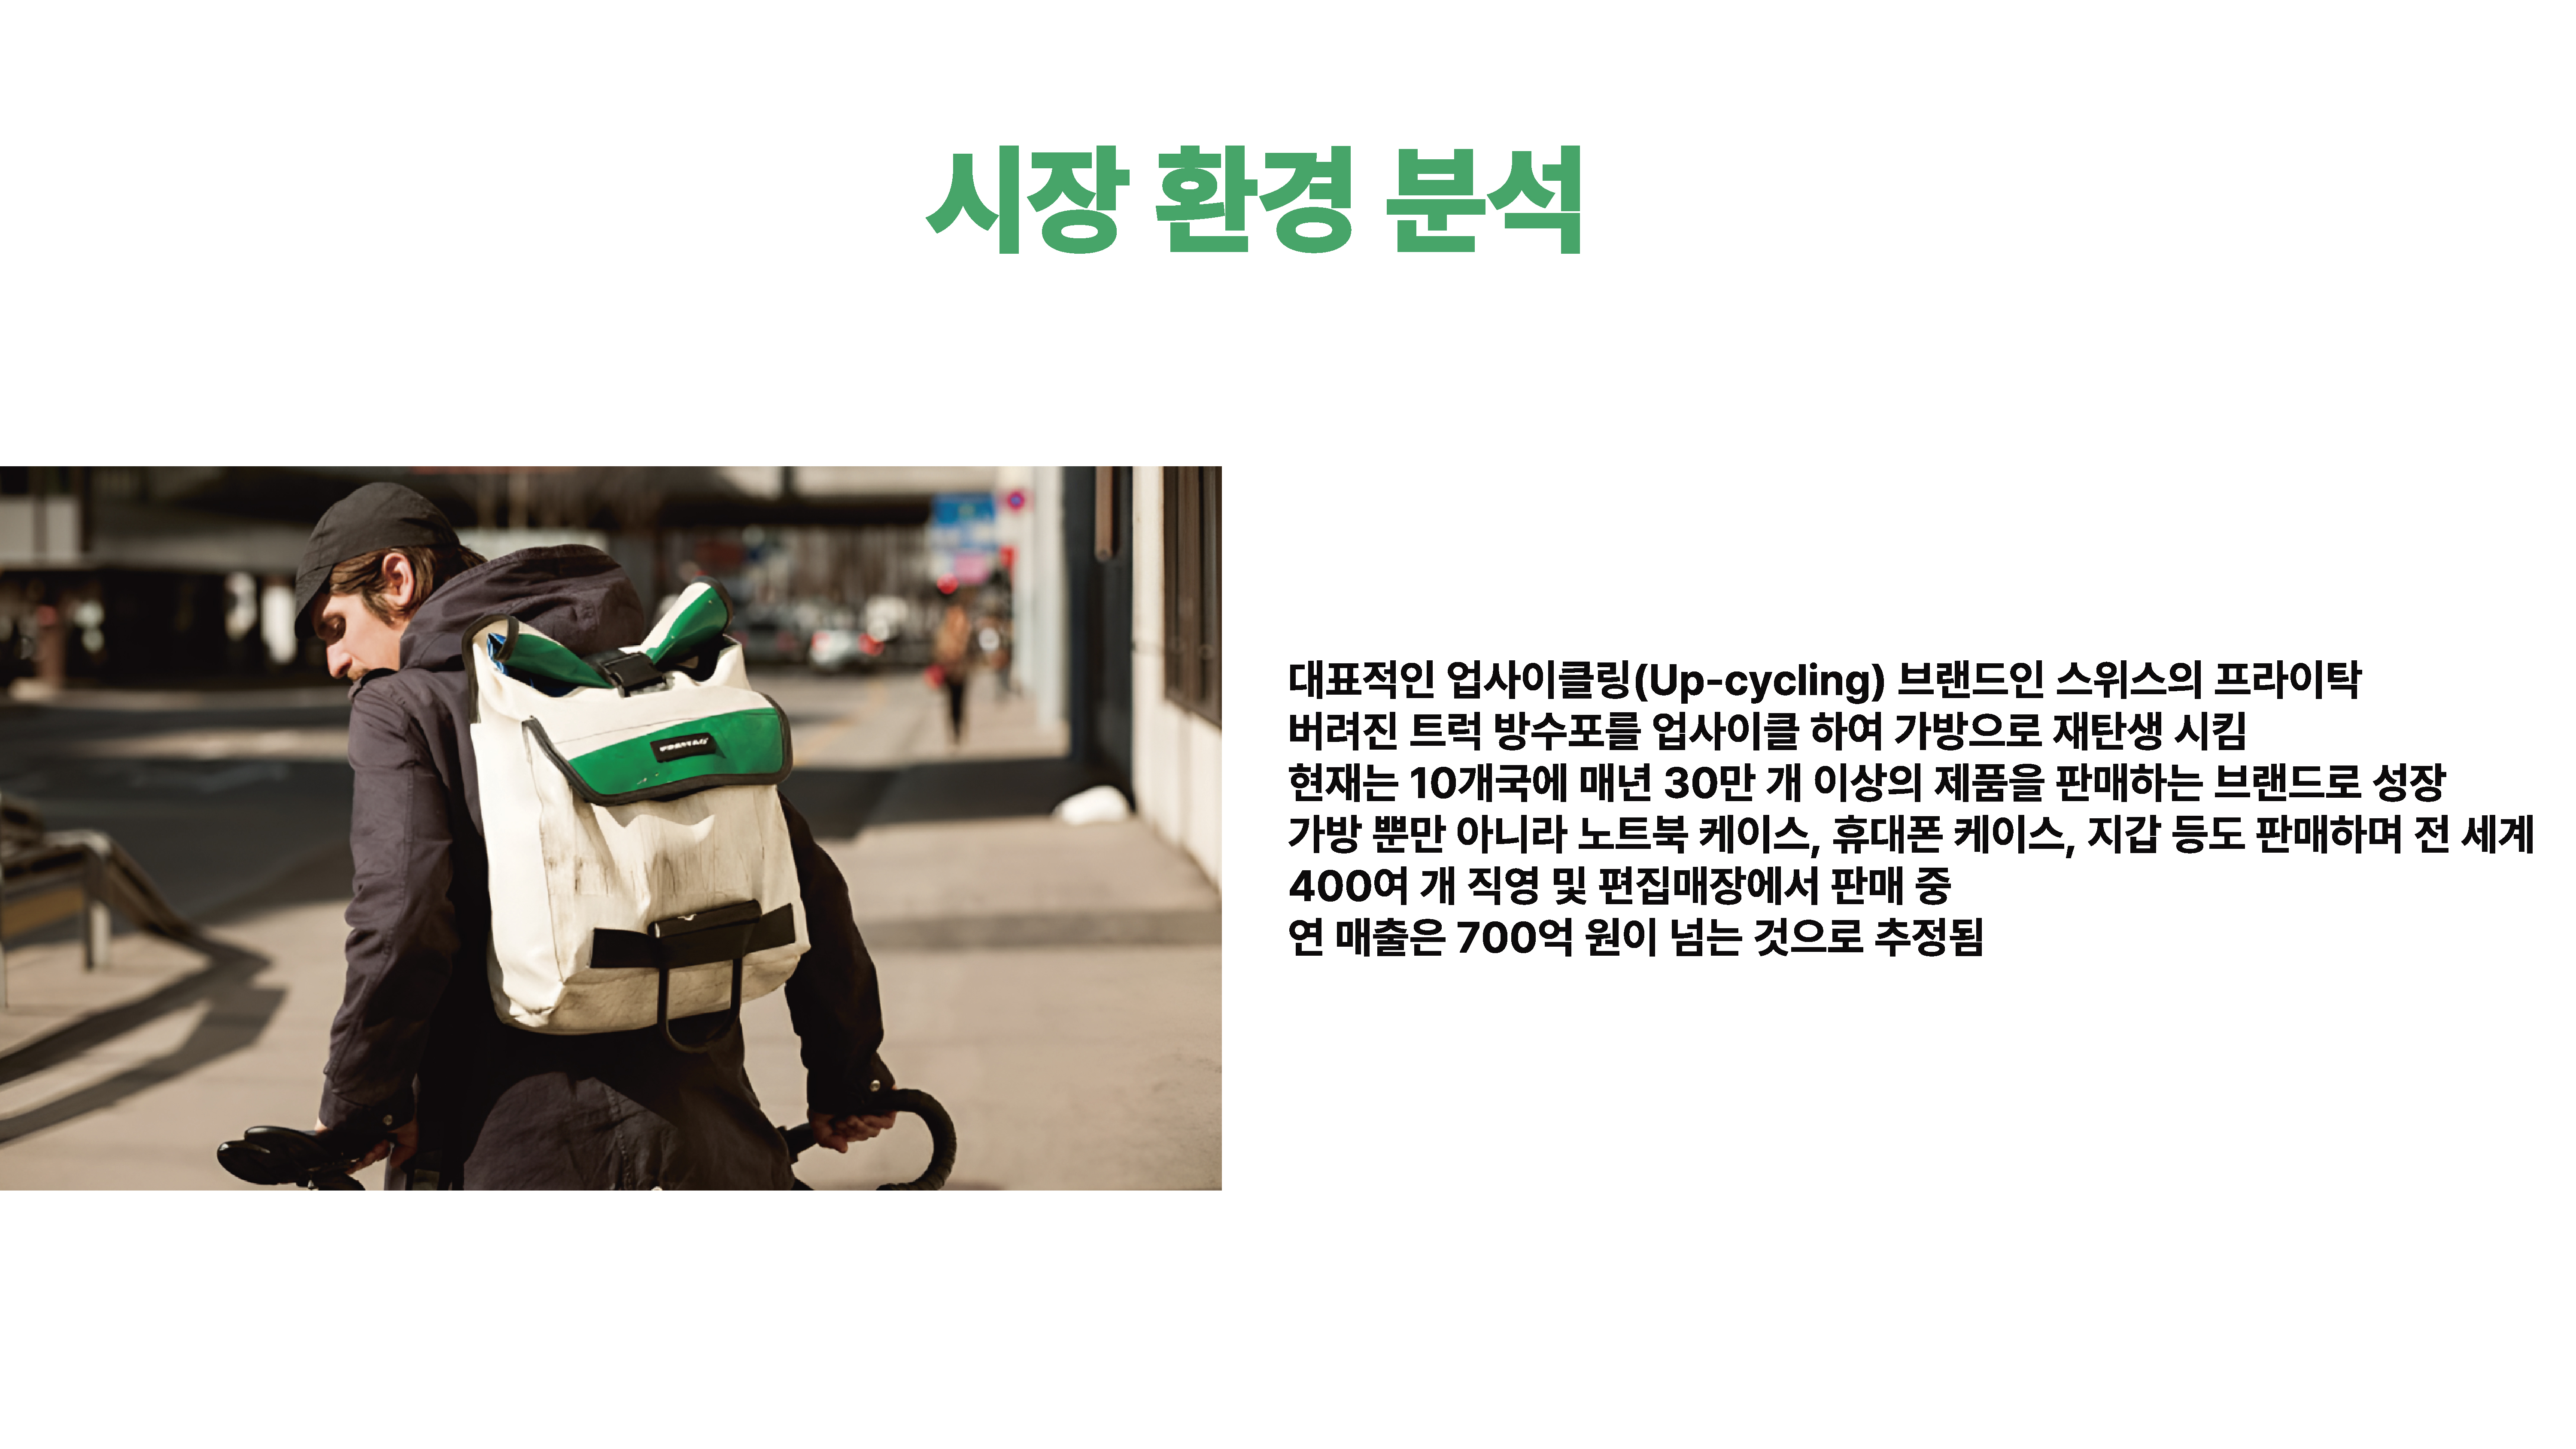 시장 환경 분석
대표적인 업사이클링(Up-cycling) 브랜드인 스위스의 프라이탁
버려진 트럭 방수포를 업사이클 하여 가방으로 재탄생 시킴
현재는 10개국에 매년 30만 개 이상의 제품을 판매하는 브랜드로 성장
가방 뿐만 아니라 노트북 케이스, 휴대폰 케이스, 지갑 등도 판매하며 전 세계
400여 개 직영 및 편집매장에서 판매 중
연 매출은 700억 원이 넘는 것으로 추정됨
FREITAG